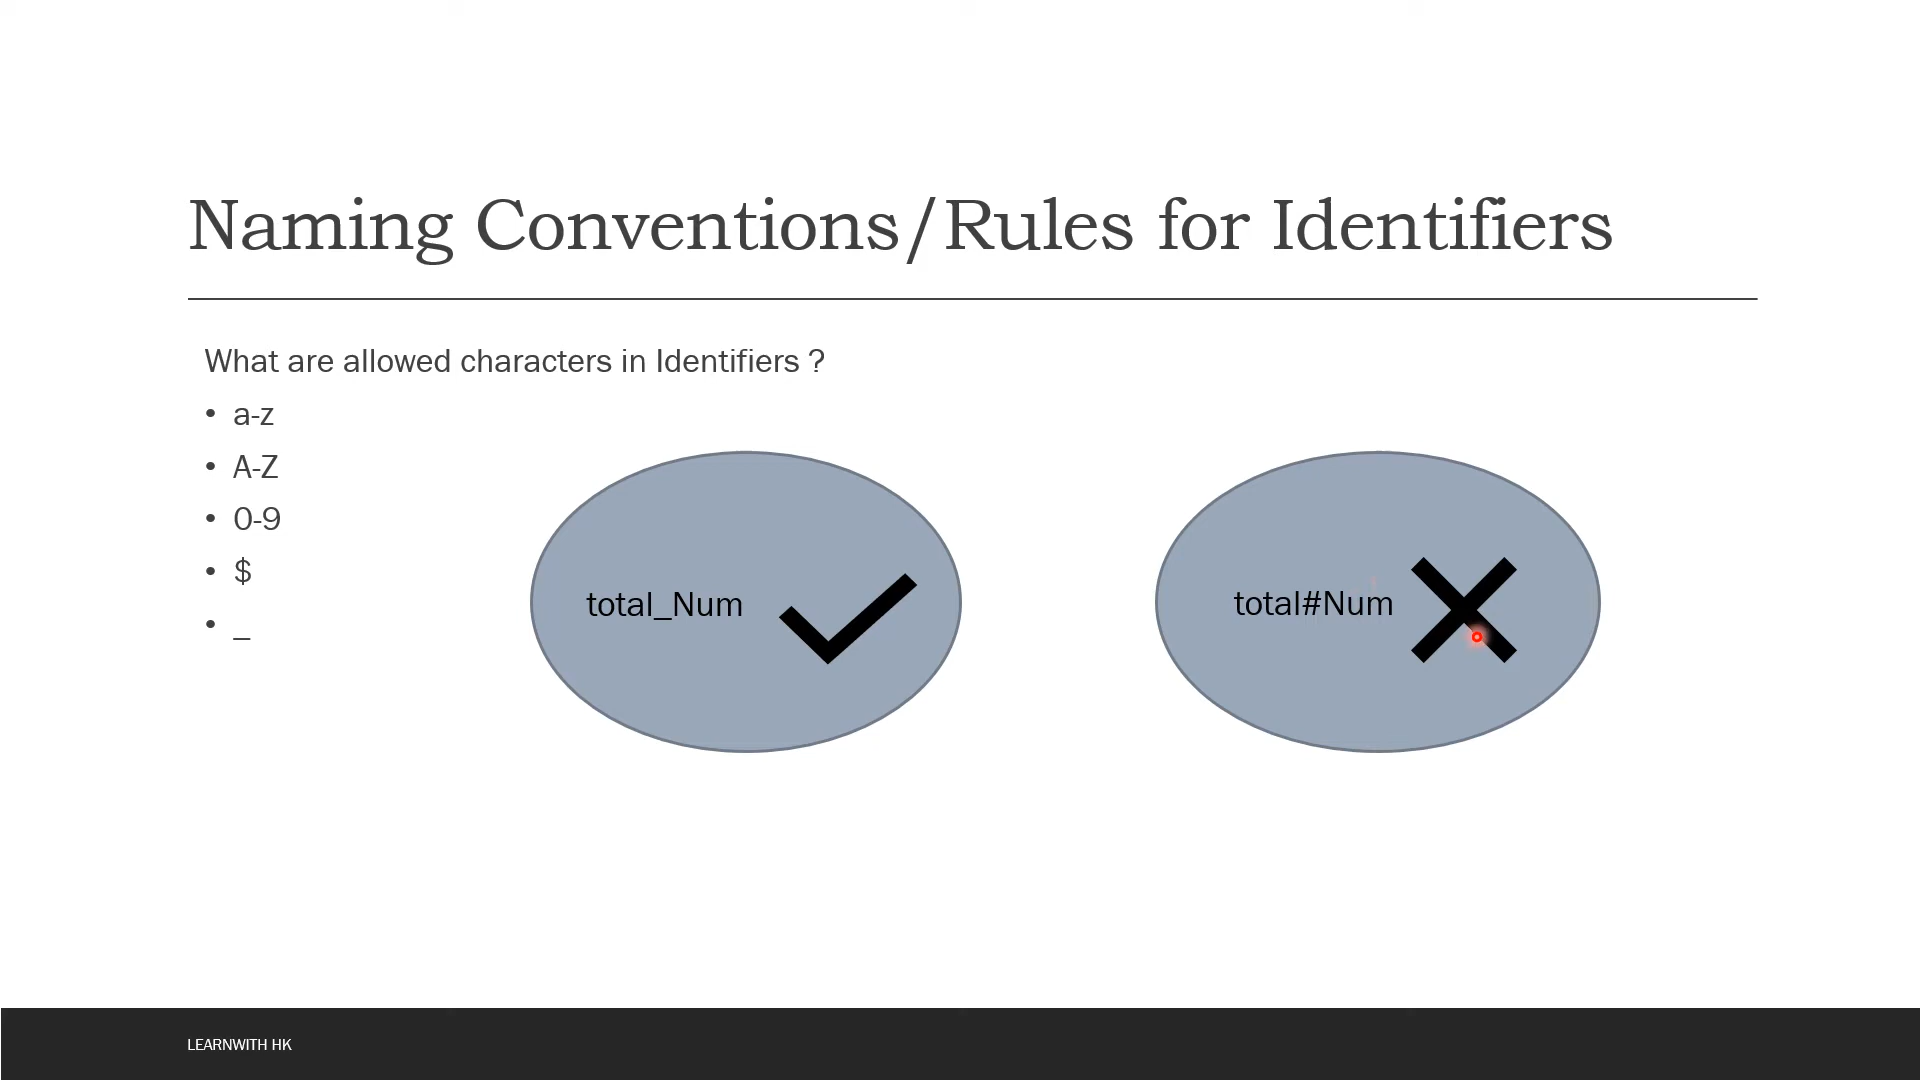 Naming Conventions/Rules for Identifiers
What are allowed characters in Identifiers ?
• a-z
• A-Z
• 0-9
• $
• _
total_Num
total#Num
LEARNWITH HK